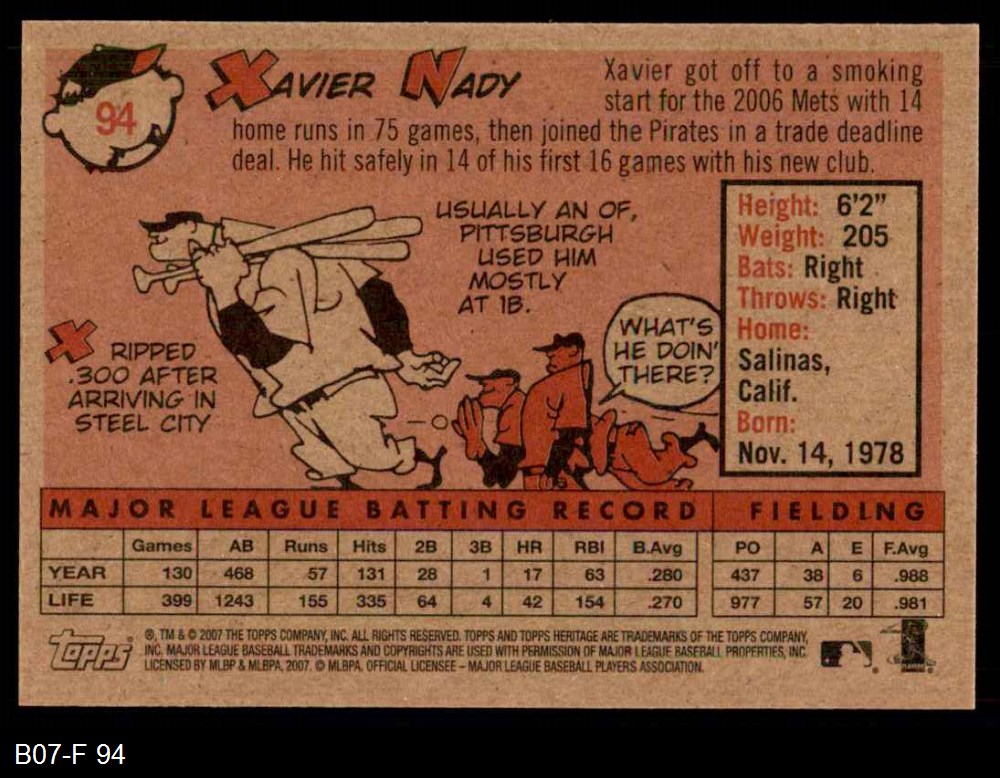 94
XAVIER NADY
Xavier got off to a smoking
start for the 2006 Mets with 14
home runs in 75 games, then joined the Pirates in a trade deadline
deal. He hit safely in 14 of his first 16 games with his new club.
USUALLY AN OF,
PITTSBURGH
USED HIM
MOSTLY
AT 1B.
X RIPPED
.300 AFTER
ARRIVING IN
STEEL CITY
WHAT'S
HE DOIN'
THERE?
Height: 6'2"
Weight: 205
Bats: Right
Throws: Right
Home:
Salinas,
Calif.
Born:
Nov. 14, 1978
MAJOR LEAGUE BATTING RECORD FIELDING
Games AB Runs Hits 2B 3B HR RBI B.Avg PO A E F.Avg
YEAR 130 468 57 131 28 1 17 63 .280 437 38 6 .988
LIFE 399 1243 155 335 64 4 42 154 .270 977 57 20 .981
Topps
®, TM & © 2007 THE TOPPS COMPANY, INC. ALL RIGHTS RESERVED. TOPPS AND TOPPS HERITAGE ARE TRADEMARKS OF THE TOPPS COMPANY,
INC. MAJOR LEAGUE BASEBALL TRADEMARKS AND COPYRIGHTS ARE USED WITH PERMISSION OF MAJOR LEAGUE BASEBALL PROPERTIES, INC.
LICENSED BY MLBP & MLBPA, 2007. © MLBPA. OFFICIAL LICENSEE – MAJOR LEAGUE BASEBALL PLAYERS ASSOCIATION.
B07-F 94